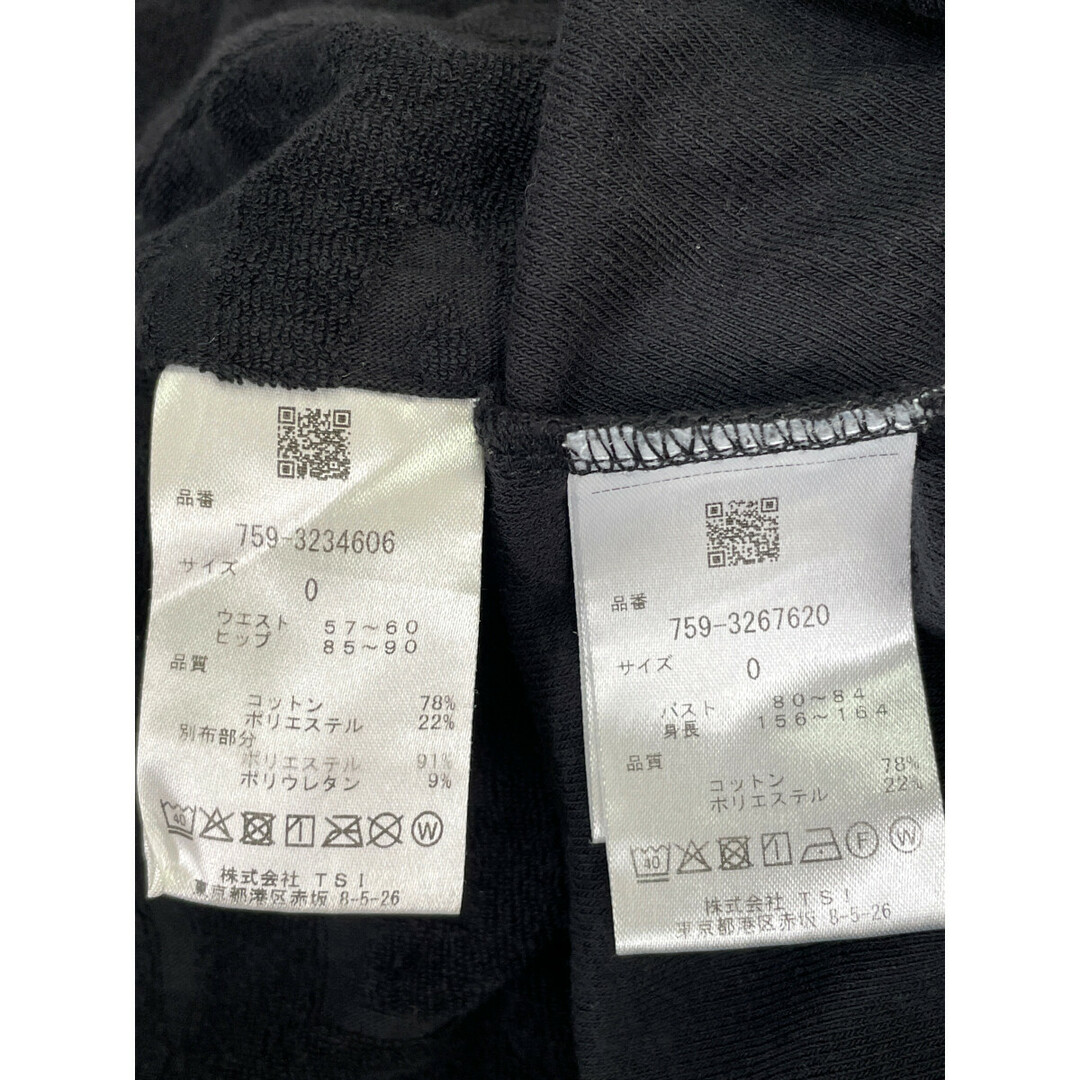 品番
759-3234606
サイズ
0
ウエスト 57～60
ヒップ 85～90
品質
コットン 78%
ポリエステル 22%
別布部分
ポリエステル 91%
ポリウレタン 9%
40 W
株式会社 TSI
東京都港区赤坂 8-5-26
品番
759-3267620
サイズ 0
バスト 80～84
身長 156～164
品質
コットン 78%
ポリエステル 22%
40 F W
株式会社 TSI
東京都港区赤坂 8-5-26